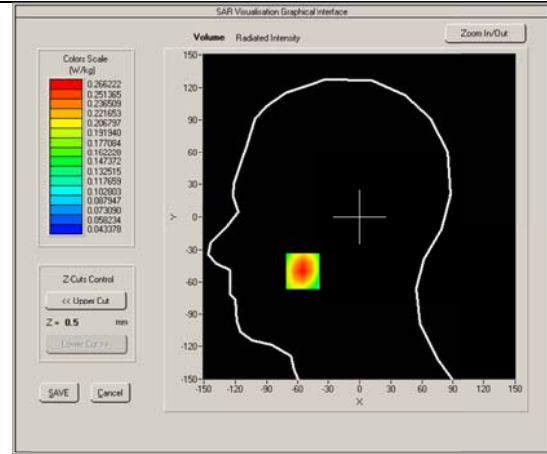 SAR Visualisation Graphical Interface
Volume Radiated Intensity
Zoom In/Out
Colors Scale
(W/kg)
0.266222
0.251365
0.236509
0.221653
0.206797
0.191940
0.177084
0.162228
0.147372
0.132515
0.117659
0.102803
0.087947
0.073090
0.058234
0.043378
Z-Cuts Control
<< Upper Cut
Z = 0.5 mm
Lower Cut >>
SAVE Cancel
Y
150
120
90
60
30
0
-30
-60
-90
-120
-150
-150 -120 -90 -60 -30 0 30 60 90 120 150
X